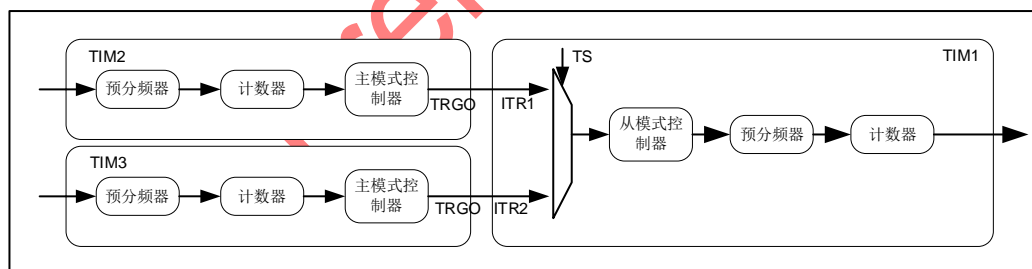 TIM2
预分频器
计数器
主模式控
制器
TRGO
ITR1
TIM3
预分频器
计数器
主模式控
制器
TRGO
ITR2
TS
TIM1
从模式控
制器
预分频器
计数器